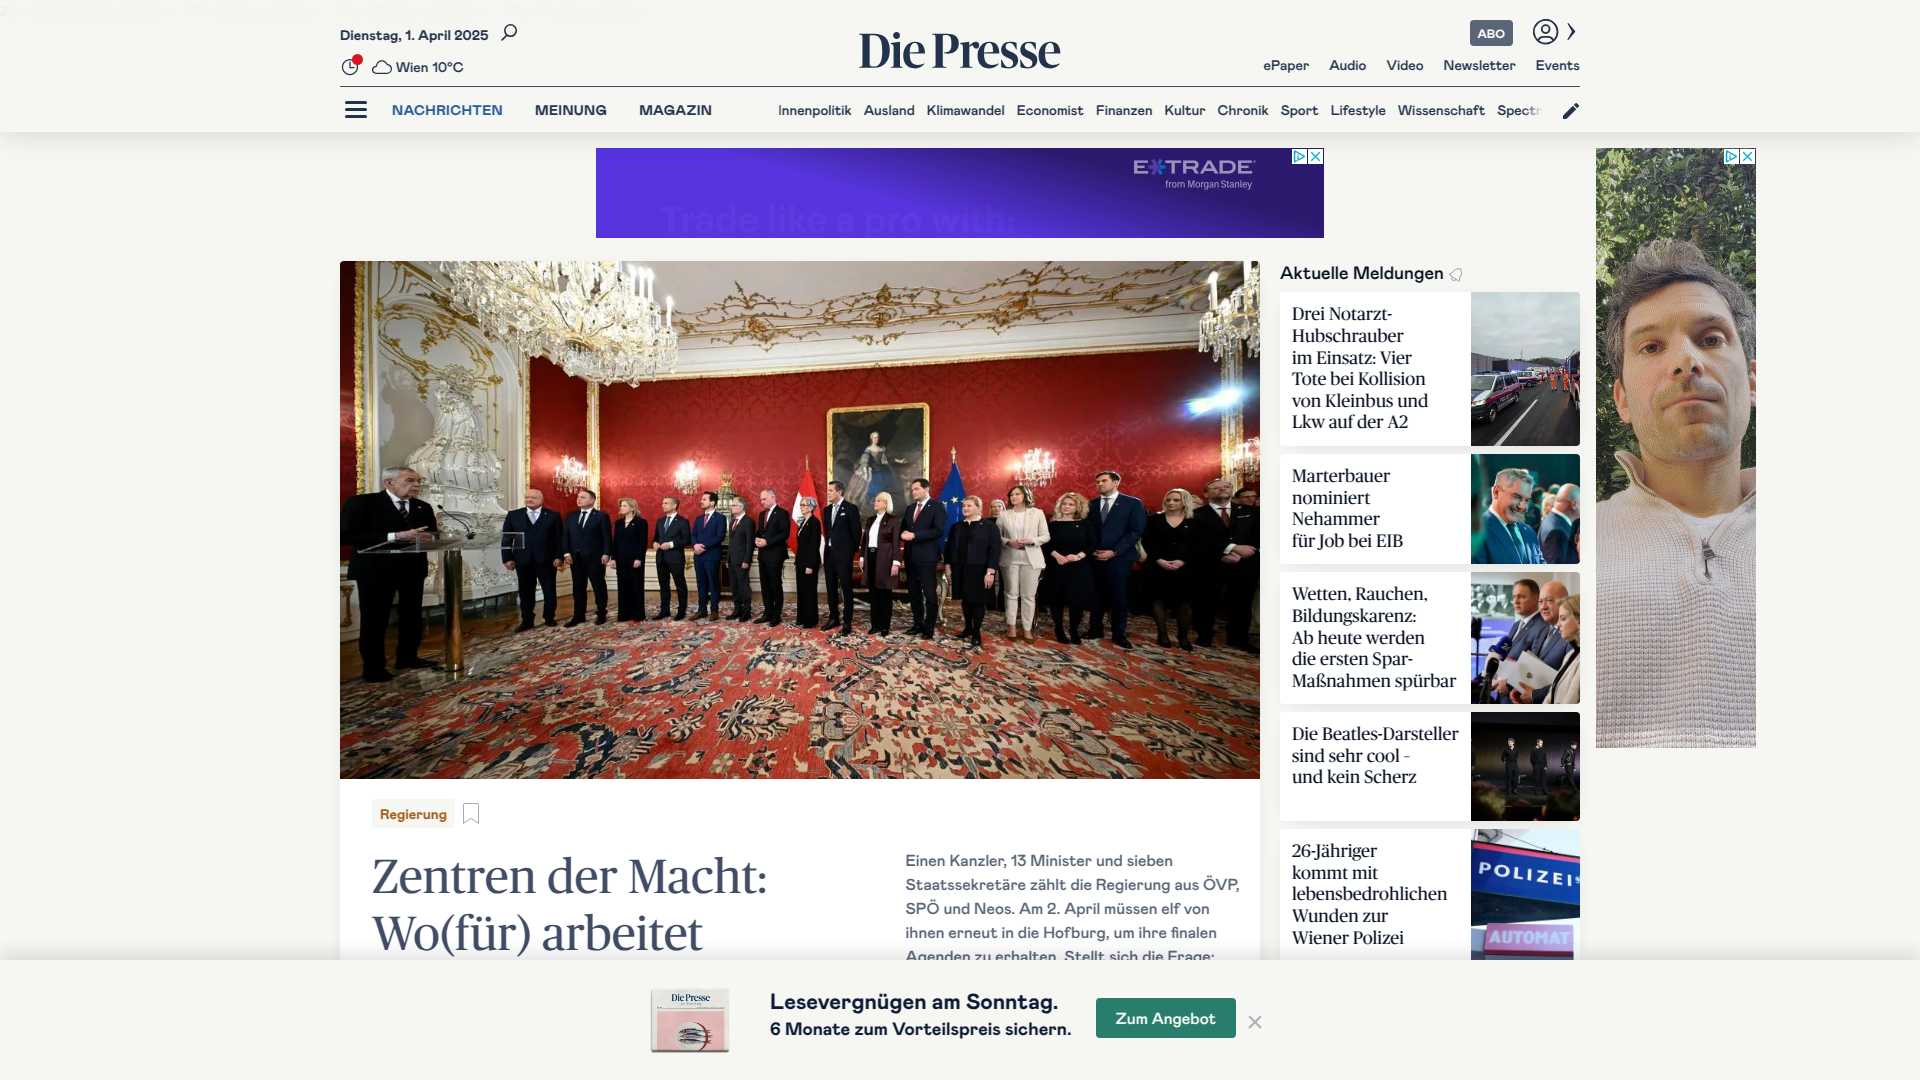 Dienstag, 1. April 2025
Wien 10°C
Die Presse
ABO
ePaper Audio Video Newsletter Events
NACHRICHTEN MEINUNG MAGAZIN
Innenpolitik Ausland Klimawandel Economist Finanzen Kultur Chronik Sport Lifestyle Wissenschaft Spectr
E*TRADE
from Morgan Stanley
Trade like a pro with:
Aktuelle Meldungen
Drei Notarzt-
Hubschrauber
im Einsatz: Vier
Tote bei Kollision
von Kleinbus und
Lkw auf der A2
Marterbauer
nominiert
Nehammer
für Job bei EIB
Wetten, Rauchen,
Bildungskarenz:
Ab heute werden
die ersten Spar-
Maßnahmen spürbar
Die Beatles-Darsteller
sind sehr cool –
und kein Scherz
26-Jähriger
kommt mit
lebensbedrohlichen
Wunden zur
Wiener Polizei
POLIZEI
AUTOMAT
Regierung
Zentren der Macht:
Wo(für) arbeitet
Einen Kanzler, 13 Minister und sieben
Staatssekretäre zählt die Regierung aus ÖVP,
SPÖ und Neos. Am 2. April müssen elf von
ihnen erneut in die Hofburg, um ihre finalen
Agenden zu erhalten. Stellt sich die Frage:
Die Presse
Lesevergnügen am Sonntag.
6 Monate zum Vorteilspreis sichern.
Zum Angebot